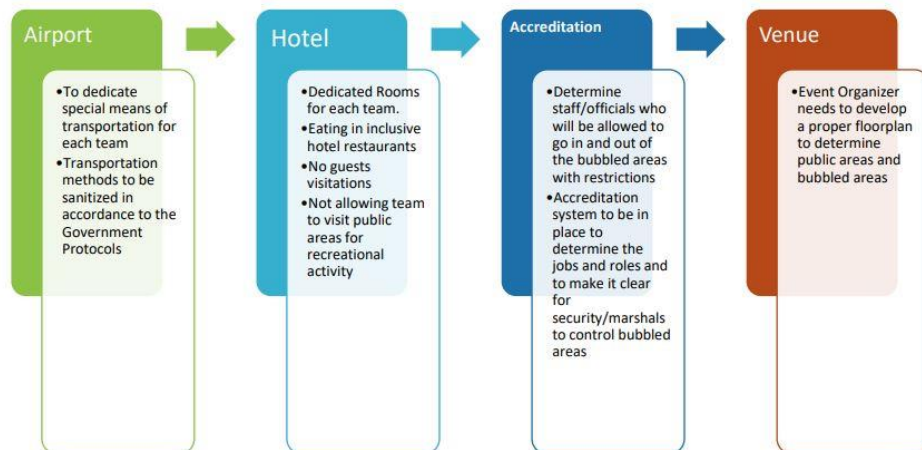 Airport
•To dedicate
special means of
transportation for
each team
•Transportation
methods to be
sanitized in
accordance to the
Government
Protocols
Hotel
•Dedicated Rooms
for each team.
•Eating in inclusive
hotel restaurants
•No guests
visitations
•Not allowing team
to visit public
areas for
recreational
activity
Accreditation
•Determine
staff/officials who
will be allowed to
go in and out of
the bubbled areas
with restrictions
•Accreditation
system to be in
place to
determine the
jobs and roles and
to make it clear
for
security/marshals
to control bubbled
areas
Venue
•Event Organizer
needs to develop
a proper floorplan
to determine
public areas and
bubbled areas